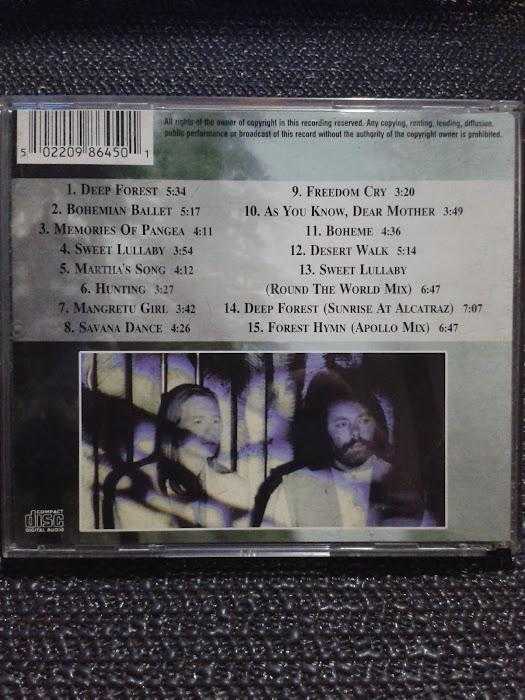 All rights of the owner of copyright in this recording reserved. Any copying, renting, lending, diffusion,
public performance or broadcast of this record without the authority of the copyright owner is prohibited.
5 02209 86450 1
1. DEEP FOREST 5:34
2. BOHEMIAN BALLET 5:17
3. MEMORIES OF PANGEA 4:11
4. SWEET LULLABY 3:54
5. MARTHA'S SONG 4:12
6. HUNTING 3:27
7. MANGRETU GIRL 3:42
8. SAVANA DANCE 4:26
9. FREEDOM CRY 3:20
10. AS YOU KNOW, DEAR MOTHER 3:49
11. BOHEME 4:36
12. DESERT WALK 5:14
13. SWEET LULLABY
(ROUND THE WORLD MIX) 6:47
14. DEEP FOREST (SUNRISE AT ALCATRAZ) 7:07
15. FOREST HYMN (APOLLO MIX) 6:47
COMPACT
disc
DIGITAL AUDIO